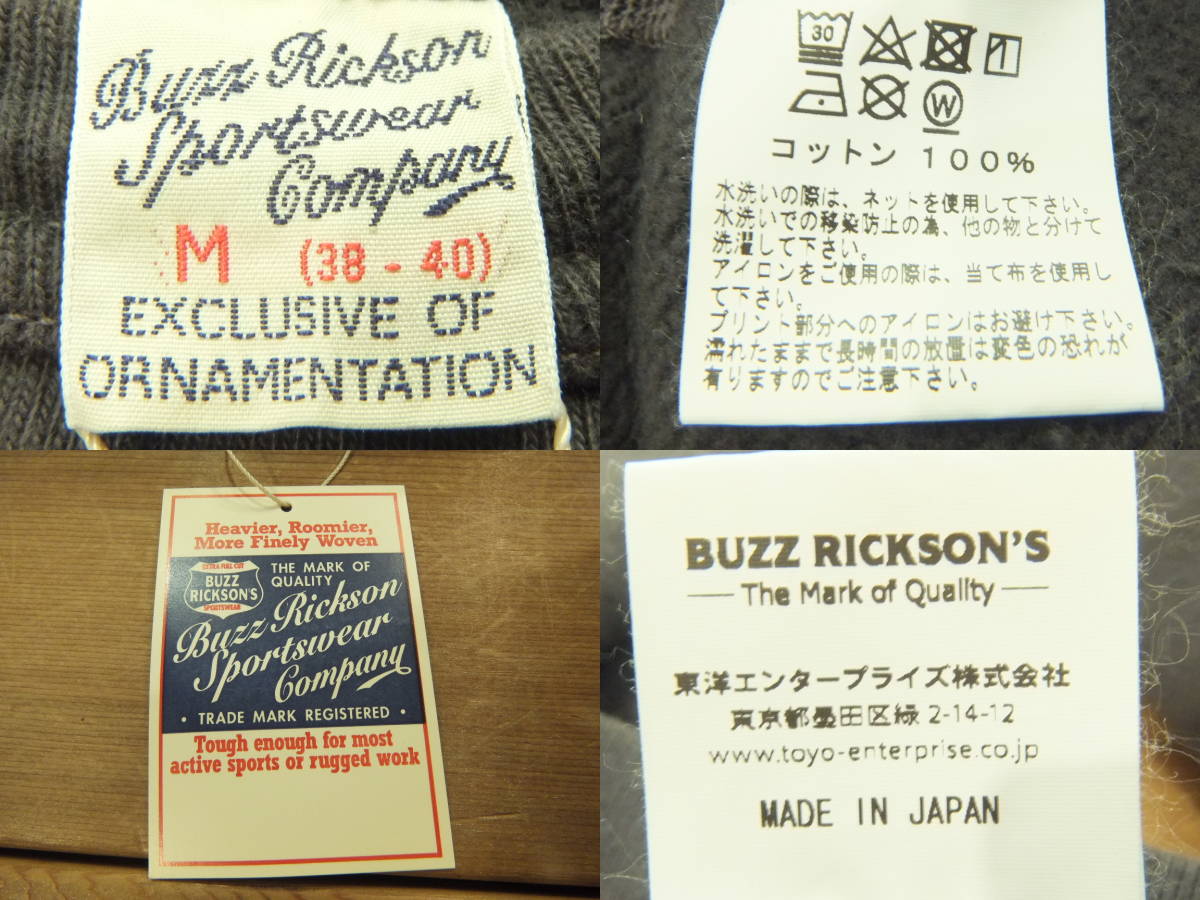 Buzz Rickson
Sportswear
Company
M (38 - 40)
EXCLUSIVE OF
ORNAMENTATION
30
W
コットン 100%
水洗いの際は、ネットを使用して下さい。
水洗いでの移染防止の為、他の物と分けて
洗濯して下さい。
アイロンをご使用の際は、当て布を使用し
て下さい。
プリント部分へのアイロンはお避け下さい。
濡れたままで長時間の放置は変色の恐れが
有りますのでご注意下さい。
Heavier, Roomier,
More Finely Woven
EXTRA FULL CUT
BUZZ
RICKSON'S
SPORTSWEAR
THE MARK OF
QUALITY
Buzz Rickson
Sportswear
Company
· TRADE MARK REGISTERED ·
Tough enough for most
active sports or rugged work
BUZZ RICKSON'S
The Mark of Quality
東洋エンタープライズ株式会社
東京都墨田区緑 2-14-12
www.toyo-enterprise.co.jp
MADE IN JAPAN